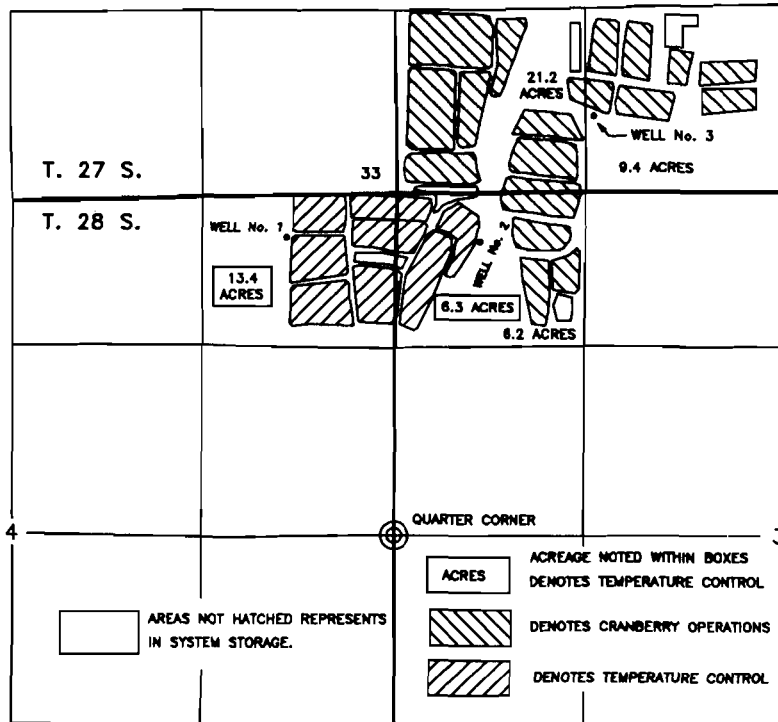 21.2
ACRES
WELL No. 3
T. 27 S.
33
9.4 ACRES
T. 28 S.
WELL No. 1
WELL No. 2
13.4
ACRES
6.3 ACRES
6.2 ACRES
4
QUARTER CORNER
3
ACRES
ACREAGE NOTED WITHIN BOXES
DENOTES TEMPERATURE CONTROL
AREAS NOT HATCHED REPRESENTS
IN SYSTEM STORAGE.
DENOTES CRANBERRY OPERATIONS
DENOTES TEMPERATURE CONTROL